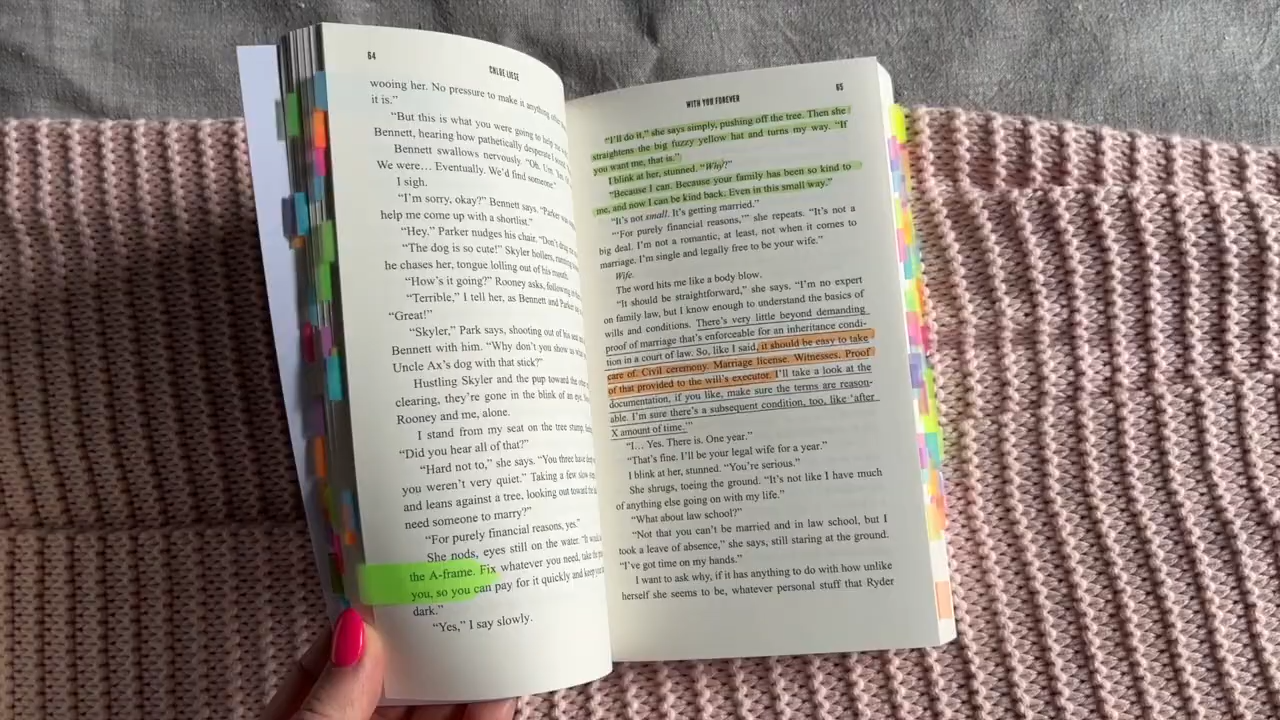 64
CHLOE LIESE
wooing her. No pressure to make it anything
it is.”
“But this is what you were going to help
Bennett, hearing how pathetically desperate I
Bennett swallows nervously. “Oh. Um.
We were… Eventually. We’d find someone.”
I sigh.
“I’m sorry, okay?” Bennett says. “Parker was
help me come up with a shortlist.”
“Hey.” Parker nudges his chair. “Don’t drag me
“The dog is so cute!” Skyler hollers, running
he chases her, tongue lolling out of his mouth.
“How’s it going?” Rooney asks, following
“Terrible,” I tell her, as Bennett and Parker
“Great!”
“Skyler,” Park says, shooting out of his seat
Bennett with him. “Why don’t you show us
Uncle Ax’s dog with that stick?”
Hustling Skyler and the pup toward the
clearing, they’re gone in the blink of an eye,
Rooney and me, alone.
I stand from my seat on the tree stump,
“Did you hear all of that?”
“Hard not to,” she says. “You three
you weren’t very quiet.” Taking a few slow
and leans against a tree, looking out toward the
need someone to marry?”
“For purely financial reasons, yes.”
She nods, eyes still on the water. “It
the A-frame. Fix whatever you need, take the
you, so you can pay for it quickly and keep
dark.”
“Yes,” I say slowly.
WITH YOU FOREVER
65
“I’ll do it,” she says simply, pushing off the tree. Then she
straightens the big fuzzy yellow hat and turns my way. “If
you want me, that is.”
I blink at her, stunned. “Why?”
“Because I can. Because your family has been so kind to
me, and now I can be kind back. Even in this small way.”
“It’s not small. It’s getting married.”
“‘For purely financial reasons,’” she repeats. “It’s not a
big deal. I’m not a romantic, at least, not when it comes to
marriage. I’m single and legally free to be your wife.”
Wife.
The word hits me like a body blow.
“It should be straightforward,” she says. “I’m no expert
on family law, but I know enough to understand the basics of
wills and conditions. There’s very little beyond demanding
proof of marriage that’s enforceable for an inheritance condi-
tion in a court of law. So, like I said, it should be easy to take
care of. Civil ceremony. Marriage license. Witnesses. Proof
of that provided to the will’s executor. I’ll take a look at the
documentation, if you like, make sure the terms are reason-
able. I’m sure there’s a subsequent condition, too, like ‘after
X amount of time.’”
“I… Yes. There is. One year.”
“That’s fine. I’ll be your legal wife for a year.”
I blink at her, stunned. “You’re serious.”
She shrugs, toeing the ground. “It’s not like I have much
of anything else going on with my life.”
“What about law school?”
“Not that you can’t be married and in law school, but I
took a leave of absence,” she says, still staring at the ground.
“I’ve got time on my hands.”
I want to ask why, if it has anything to do with how unlike
herself she seems to be, whatever personal stuff that Ryder